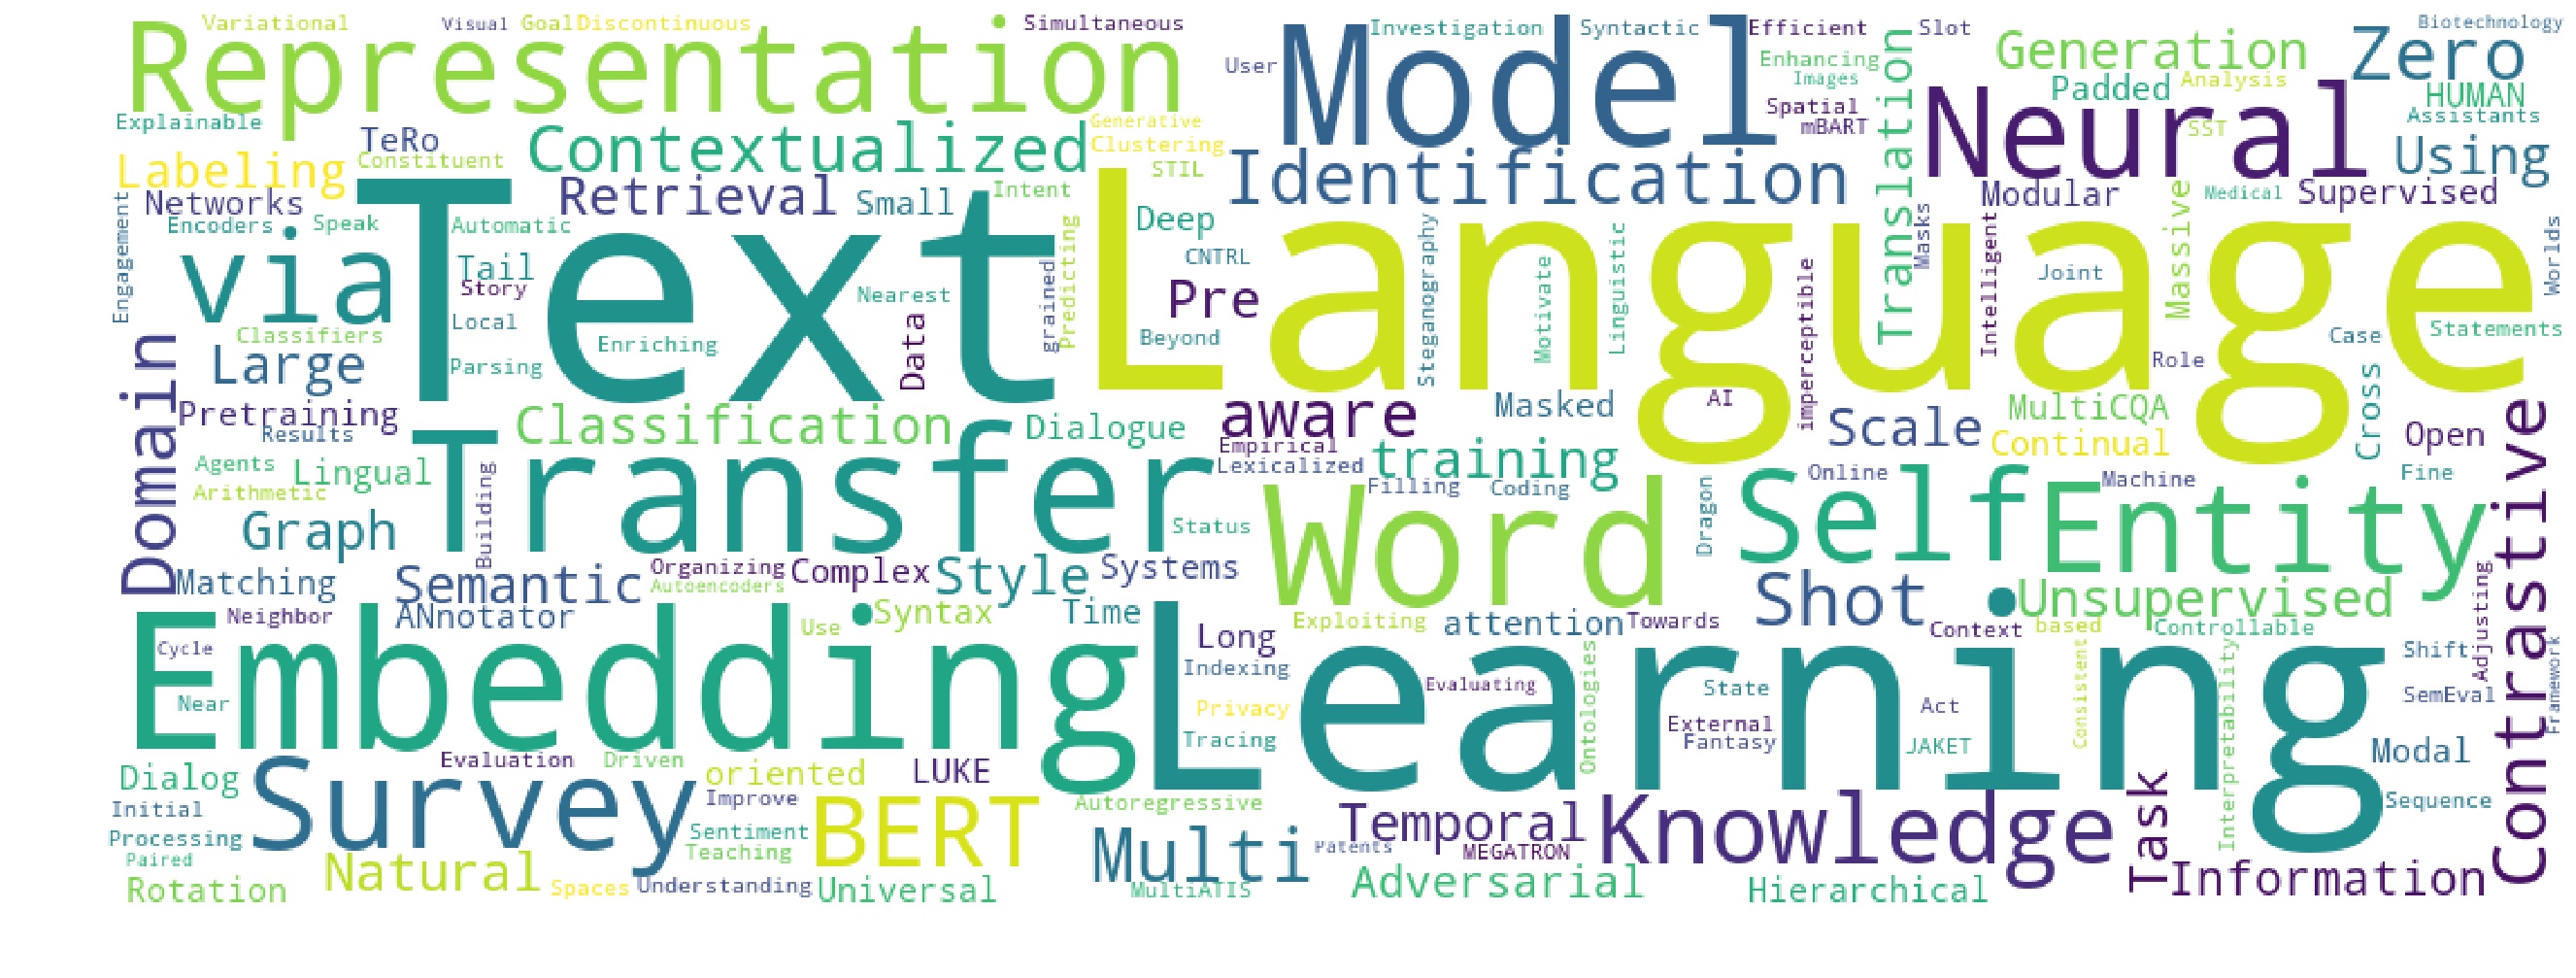 Variational
Visual
Goal
Discontinuous
Simultaneous
Representation
Explainable
TeRo
Contextualized
Generative
Clustering
Labeling
Constituent
STIL
Networks
Retrieval
Small
Intent
Encoders
Speak
Automatic
Engagement
via
Tail
Story
Text
Nearest
grained
Predicting
Local
Classifiers
Enriching
Data
Large
Parsing
Domain
Pretraining
Results
Classification
Dialogue
Agents
Lingual
Arithmetic
Transfer
Building
Graph
Status
Matching
Semantic
Organizing
Autoencoders
Complex
Style
Systems
Neighbor
ANnotator
Use
Syntax
Time
Cycle
Near
Embedding
Evaluation
Driven
Dialog
Initial
Survey
oriented
LUKE
Improve
Autoregressive
Processing
Sentiment
BERT
Teaching
Paired
Rotation
Natural
Spaces
Understanding
Universal
Model
Investigation
Syntactic
Efficient
Slot
Biotechnology
User
Enhancing
Images
Generation
Zero
Translation
Padded
Analysis
HUMAN
Spatial
mBART
Neural
SST
Assistants
Identification
Using
Modular
Massive
Medical
Supervised
Deep
CNTRL
Steganography
Linguistic
Masks
Intelligent
Pre
Motivate
imperceptible
Joint
Worlds
Language
Beyond
Case
Statements
Role
aware
Masked
AI
Scale
MultiCQA
Cross
Empirical
Continual
Open
Lexicalized
training
Contrastive
Filling
Coding
Online
Machine
Fine
Word
Dragon
Self
Entity
Shot
Unsupervised
Adjusting
Long
Exploiting
attention
Towards
Context
based
Controllable
Indexing
Ontologies
Consistent
Interpretability
Shift
Framework
Evaluating
State
SemEval
Privacy
Learning
Act
External
Fantasy
Tracing
JAKET
Modal
Sequence
Multi
Temporal
Knowledge
Task
Patents
MEGATRON
MultiATIS
Adversarial
Hierarchical
Information